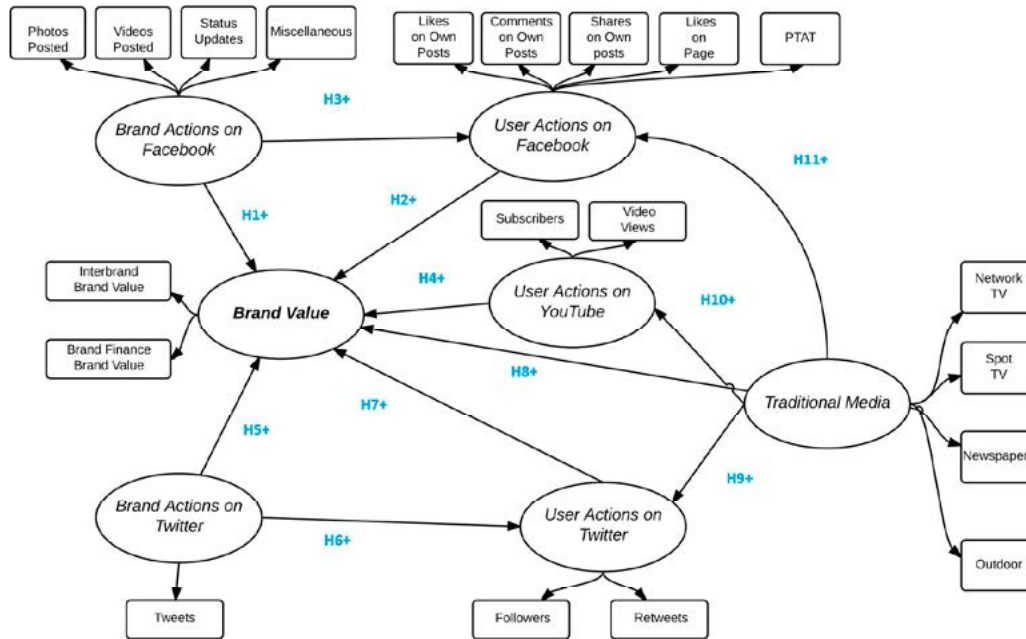 Photos
Posted
Videos
Posted
Status
Updates
Miscellaneous
Likes
on Own
Posts
Comments
on Own
Posts
Shares
on Own
posts
Likes
on
Page
PTAT
H3+
Brand Actions on
Facebook
User Actions on
Facebook
H11+
H1+
H2+
Subscribers
Video
Views
Interbrand
Brand Value
Brand Value
H4+
User Actions on
YouTube
H10+
Network
TV
Brand Finance
Brand Value
H8+
Spot
TV
H7+
Traditional Media
H5+
Newspaper
H9+
Brand Actions on
Twitter
H6+
User Actions on
Twitter
Outdoor
Tweets
Followers
Retweets